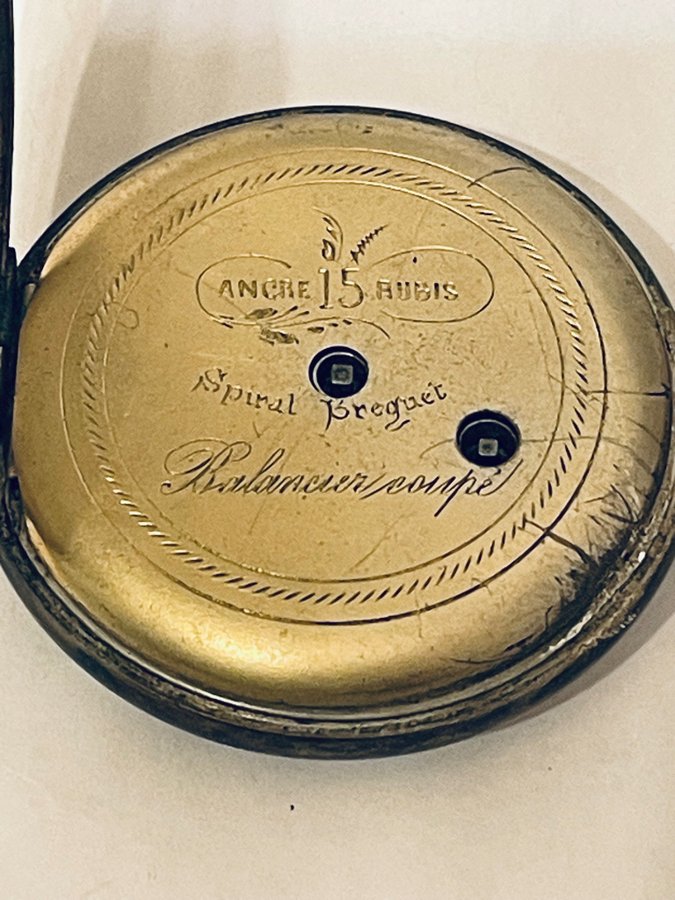 ANCRE 15 RUBIS
Spiral Breguet
Balancier coupé